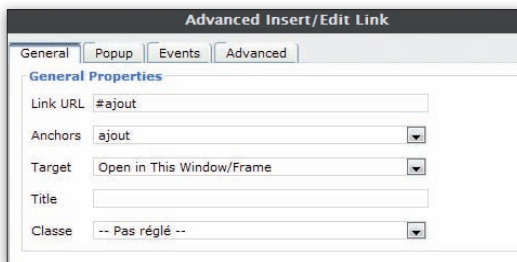 Advanced Insert/Edit Link
General Popup Events Advanced
General Properties
Link URL #ajout
Anchors ajout
Target Open in This Window/Frame
Title
Classe -- Pas réglé --